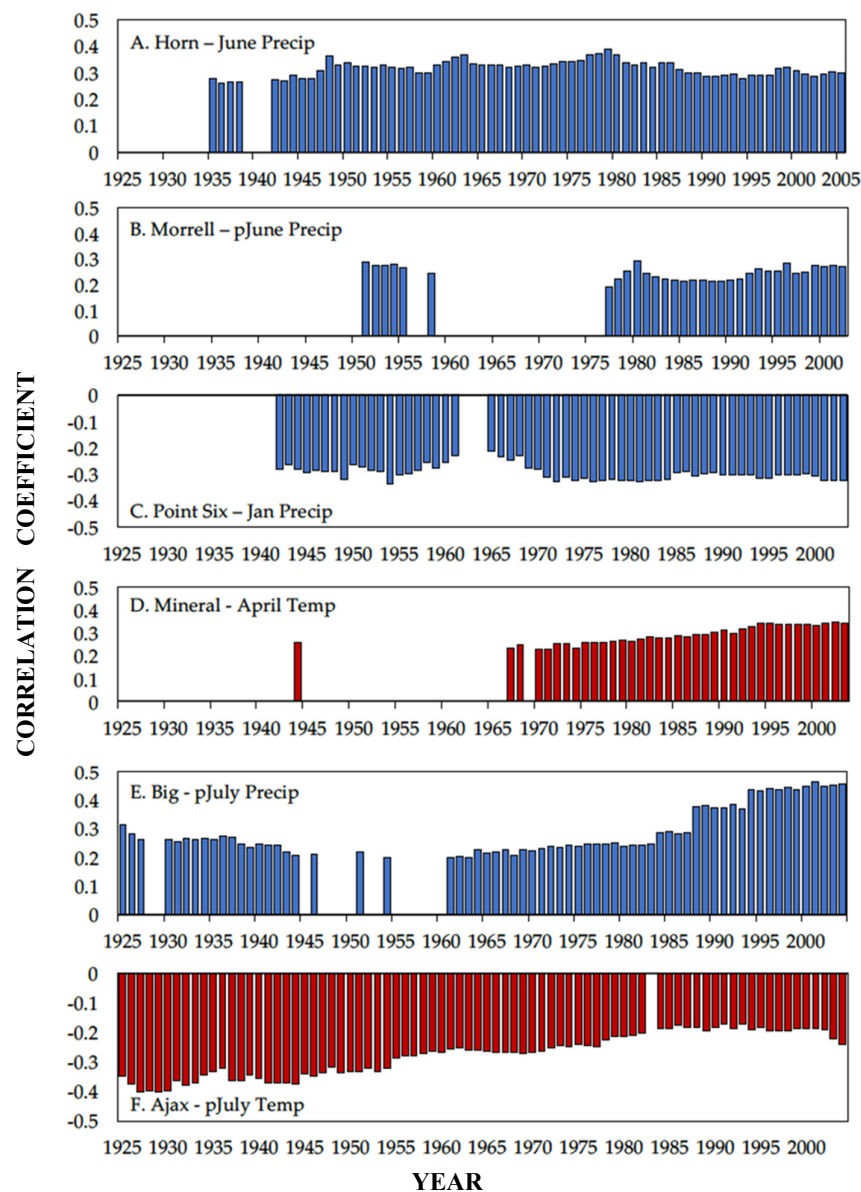 0.5
A. Horn – June Precip
0.4
0.3
0.2
0.1
0
1925 1930 1935 1940 1945 1950 1955 1960 1965 1970 1975 1980 1985 1990 1995 2000 2005
0.5
B. Morrell – pJune Precip
0.4
0.3
0.2
0.1
0
1925 1930 1935 1940 1945 1950 1955 1960 1965 1970 1975 1980 1985 1990 1995 2000
0
-0.1
-0.2
-0.3
-0.4
C. Point Six – Jan Precip
-0.5
1925 1930 1935 1940 1945 1950 1955 1960 1965 1970 1975 1980 1985 1990 1995 2000
CORRELATION COEFFICIENT
0.5
D. Mineral - April Temp
0.4
0.3
0.2
0.1
0
1925 1930 1935 1940 1945 1950 1955 1960 1965 1970 1975 1980 1985 1990 1995 2000
0.5
E. Big - pJuly Precip
0.4
0.3
0.2
0.1
0
1925 1930 1935 1940 1945 1950 1955 1960 1965 1970 1975 1980 1985 1990 1995 2000
0
-0.1
-0.2
-0.3
-0.4
F. Ajax - pJuly Temp
-0.5
1925 1930 1935 1940 1945 1950 1955 1960 1965 1970 1975 1980 1985 1990 1995 2000
YEAR